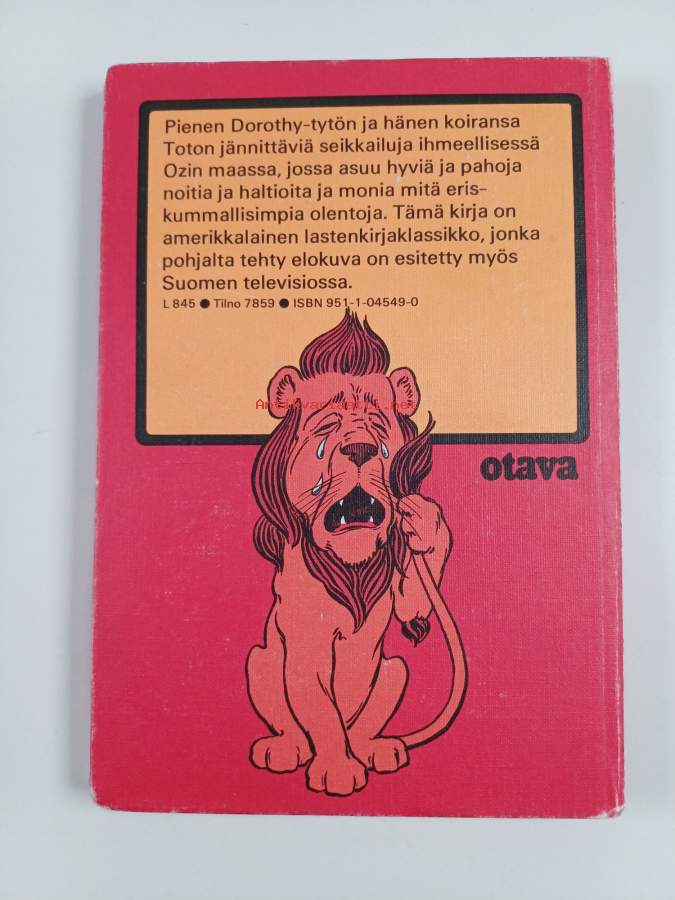 Pienen Dorothy-tytön ja hänen koiransa
Toton jännittäviä seikkailuja ihmeellisessä
Ozin maassa, jossa asuu hyviä ja pahoja
noitia ja haltioita ja monia mitä eris-
kummallisimpia olentoja. Tämä kirja on
amerikkalainen lastenkirjaklassikko, jonka
pohjalta tehty elokuva on esitetty myös
Suomen televisiossa.
L 845 ● Tilno 7859 ● ISBN 951-1-04549-0
Antikvariaatti.net
otava